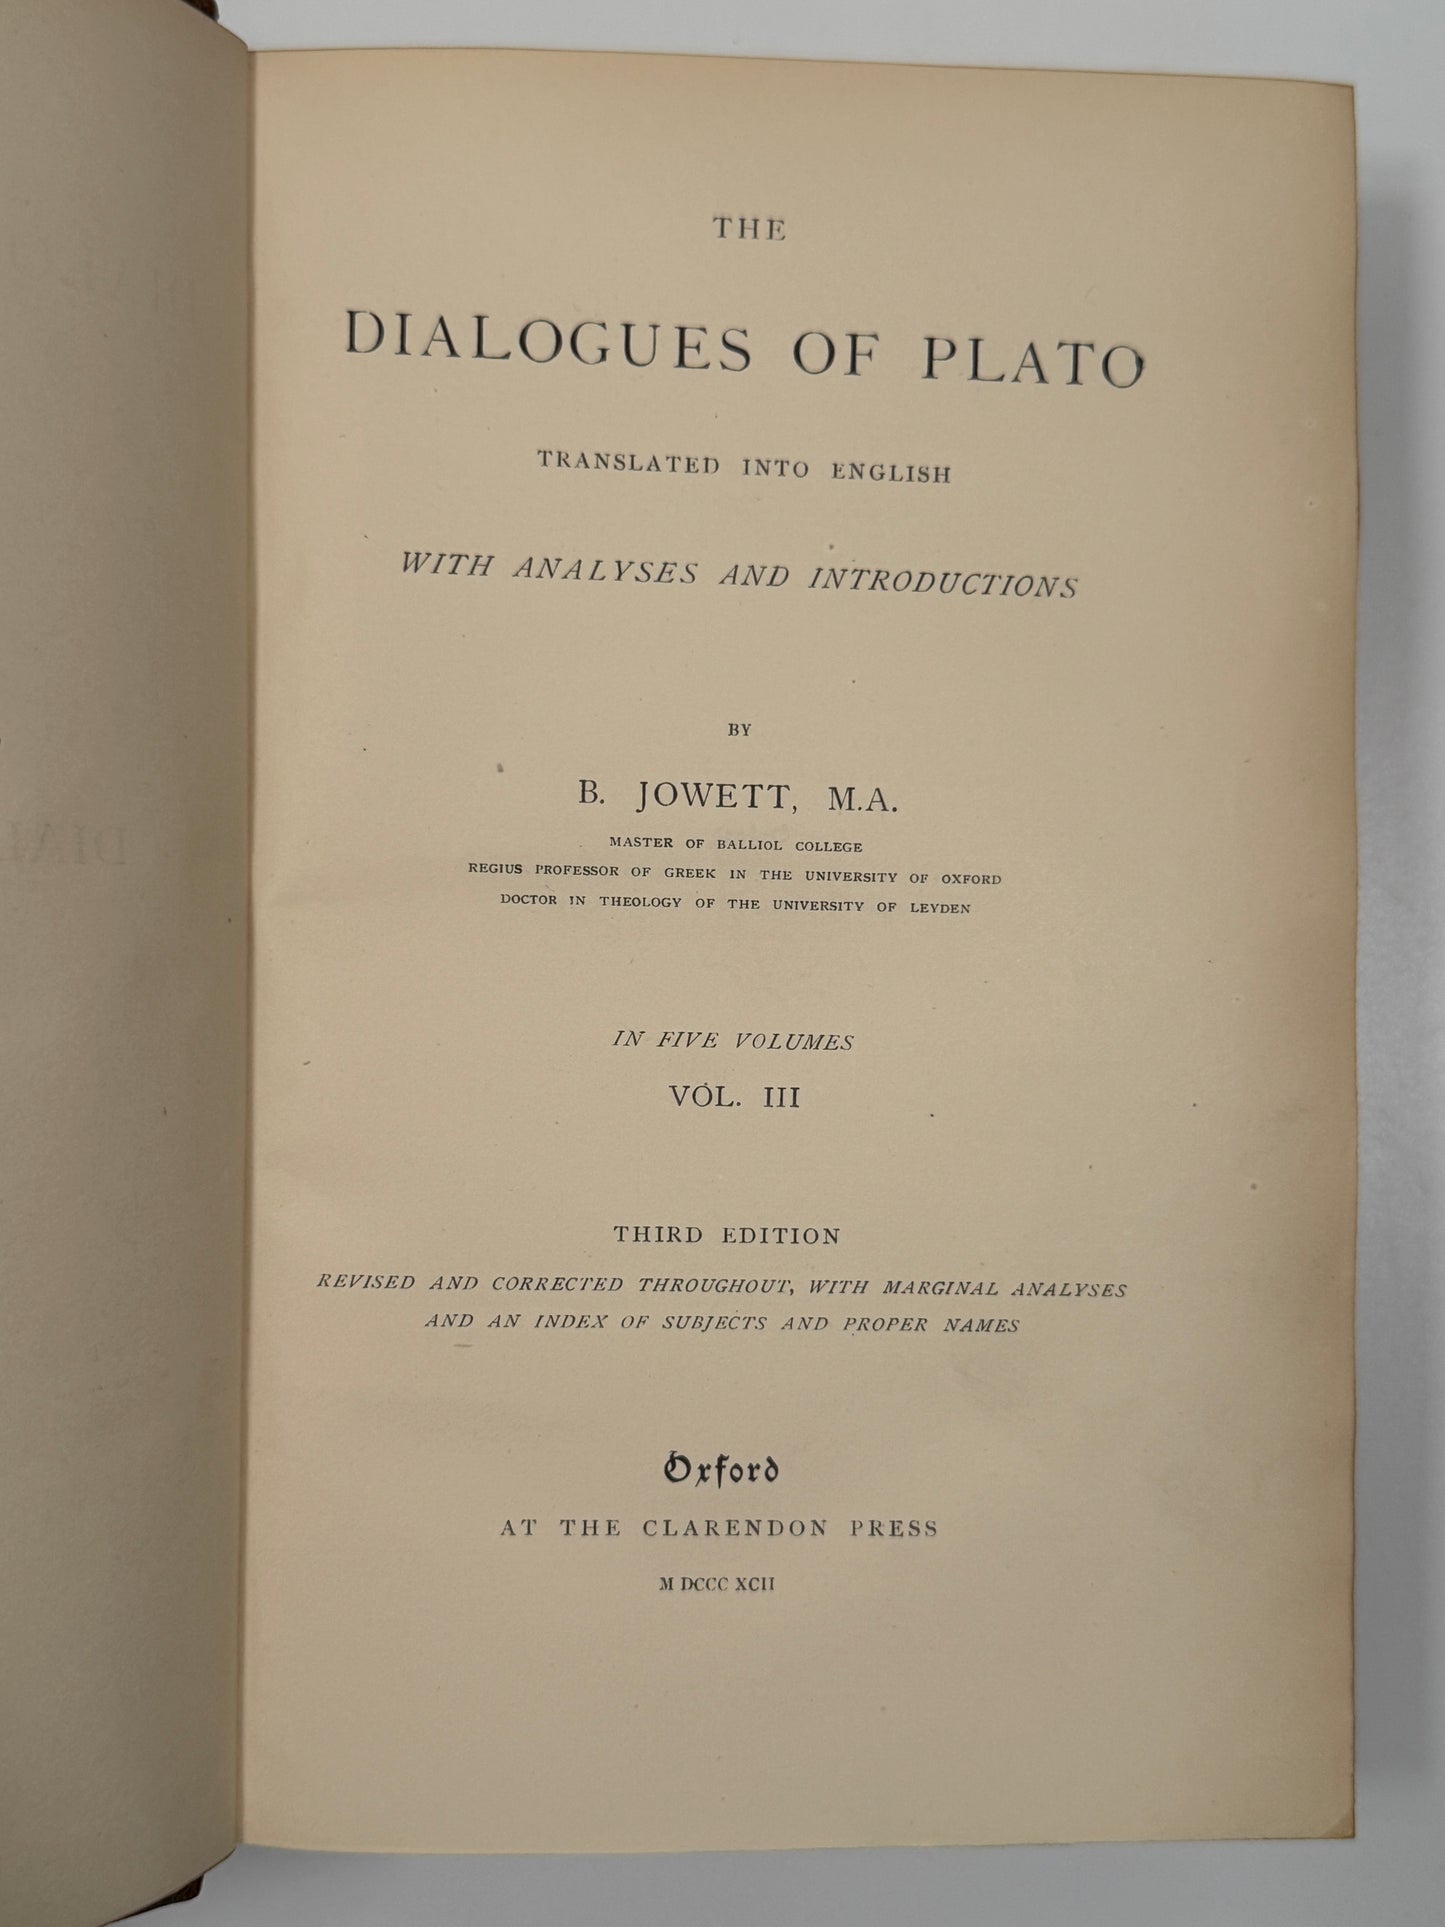 THE
DIALOGUES OF PLATO
TRANSLATED INTO ENGLISH
WITH ANALYSES AND INTRODUCTIONS
BY
B. JOWETT, M.A.
MASTER OF BALLIOL COLLEGE
REGIUS PROFESSOR OF GREEK IN THE UNIVERSITY OF OXFORD
DOCTOR IN THEOLOGY OF THE UNIVERSITY OF LEYDEN
IN FIVE VOLUMES
VOL. III
THIRD EDITION
REVISED AND CORRECTED THROUGHOUT, WITH MARGINAL ANALYSES
AND AN INDEX OF SUBJECTS AND PROPER NAMES
Oxford
AT THE CLARENDON PRESS
M DCCC XCII